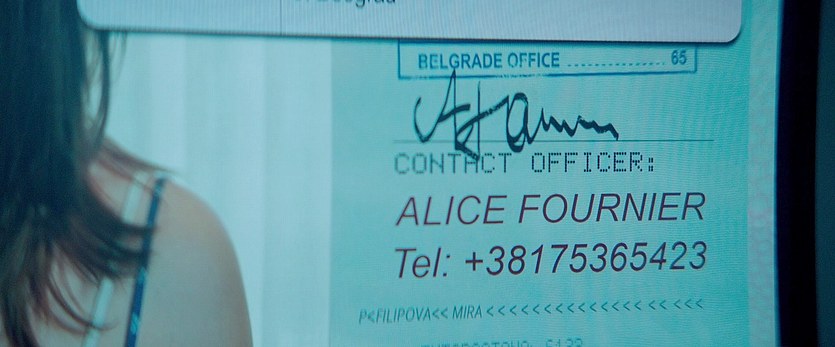 BELGRADE OFFICE .................. 65
CONTACT OFFICER:
ALICE FOURNIER
Tel: +38175365423
P<FILIPOVA<< MIRA <<<<<<<<<<<<<< << <<<